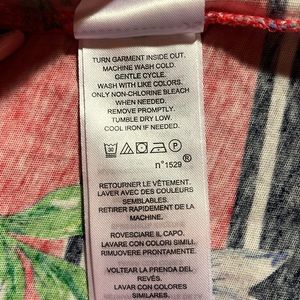 TURN GARMENT INSIDE OUT.
MACHINE WASH COLD.
GENTLE CYCLE.
WASH WITH LIKE COLORS.
ONLY NON-CHLORINE BLEACH
WHEN NEEDED.
REMOVE PROMPTLY.
TUMBLE DRY LOW.
COOL IRON IF NEEDED.
P
n°1529®
RETOURNER LE VÊTEMENT.
LAVER AVEC DES COULEURS
SEMBLABLES.
RETIRER RAPIDEMENT DE LA
MACHINE.
ROVESCIARE IL CAPO.
LAVARE CON COLORI SIMILI.
RIMUOVERE PRONTAMENTE.
VOLTEAR LA PRENDA DEL
REVÉS.
LAVAR CON COLORES